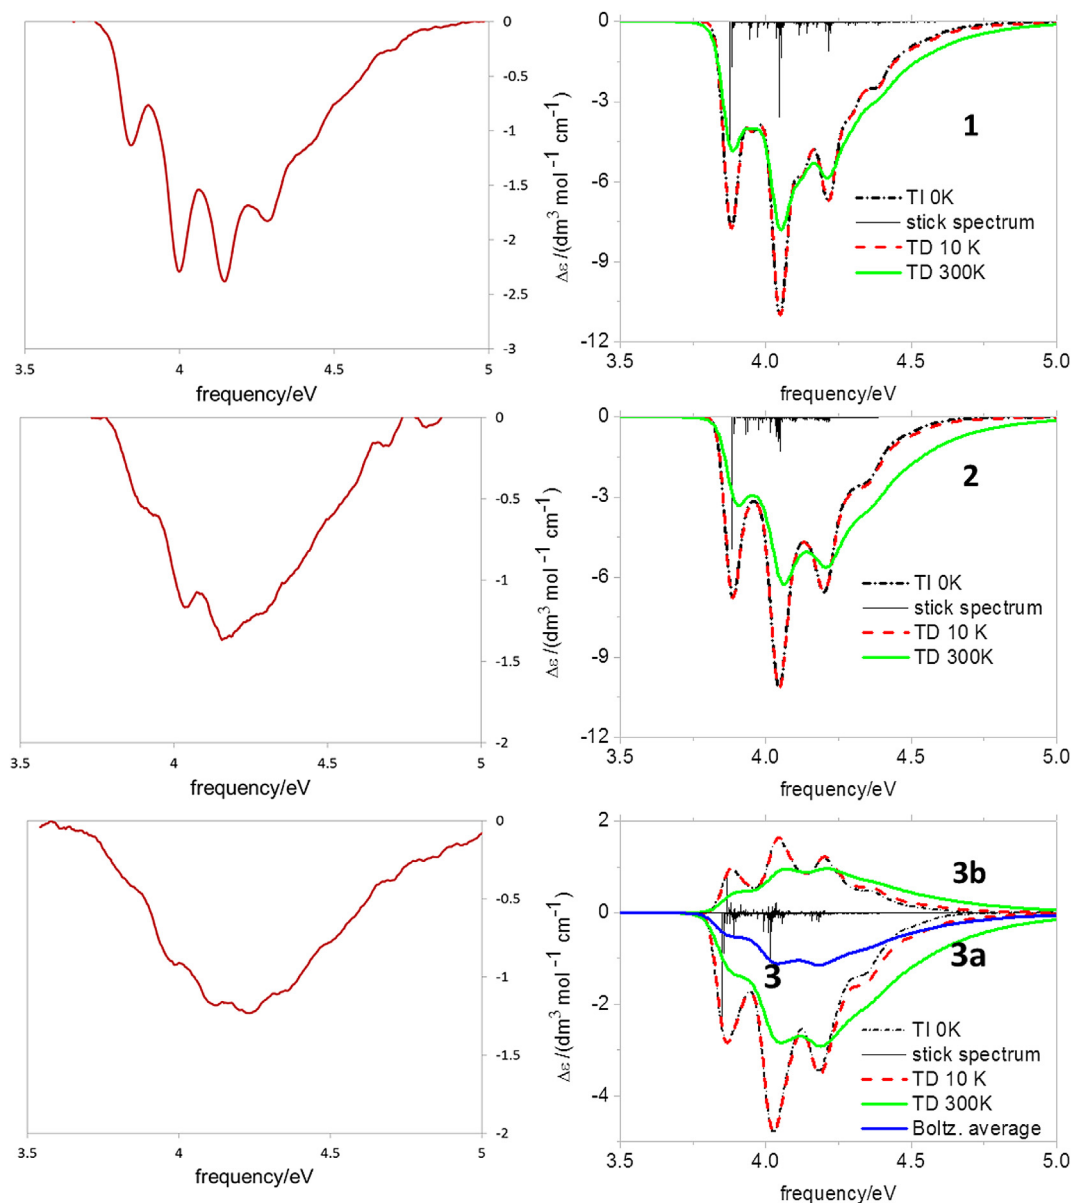 0
-0.5
-1
-1.5
-2
-2.5
-3
3.5
4
4.5
5
frequency/eV
0
-3
-6
-9
-12
Δε /(dm³ mol⁻¹ cm⁻¹)
1
TI 0K
stick spectrum
TD 10 K
TD 300K
3.5
4.0
4.5
5.0
frequency/eV
0
-0.5
-1
-1.5
-2
3.5
4
4.5
5
frequency/eV
0
-3
-6
-9
-12
Δε /(dm³ mol⁻¹ cm⁻¹)
2
TI 0K
stick spectrum
TD 10 K
TD 300K
3.5
4.0
4.5
5.0
frequency/eV
0
-0.5
-1
-1.5
-2
3.5
4
4.5
5
frequency/eV
2
0
-2
-4
Δε /(dm³ mol⁻¹ cm⁻¹)
3b
3a
3
TI 0K
stick spectrum
TD 10 K
TD 300K
Boltz. average
3.5
4.0
4.5
5.0
frequency/eV